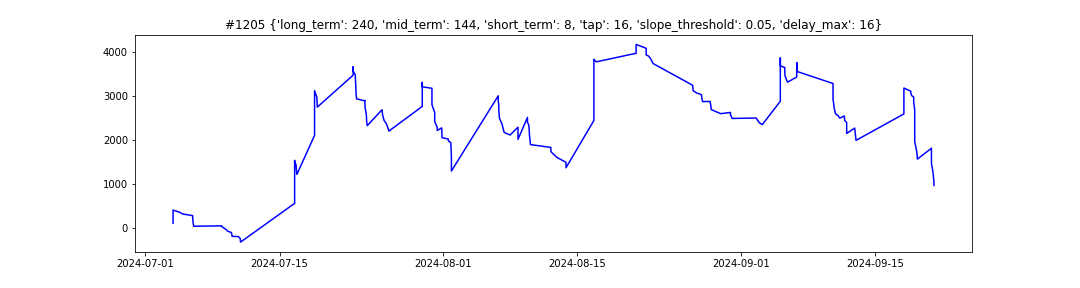 #1205 {'long_term': 240, 'mid_term': 144, 'short_term': 8, 'tap': 16, 'slope_threshold': 0.05, 'delay_max': 16}
4000
3000
2000
1000
0
2024-07-01 2024-07-15 2024-08-01 2024-08-15 2024-09-01 2024-09-15